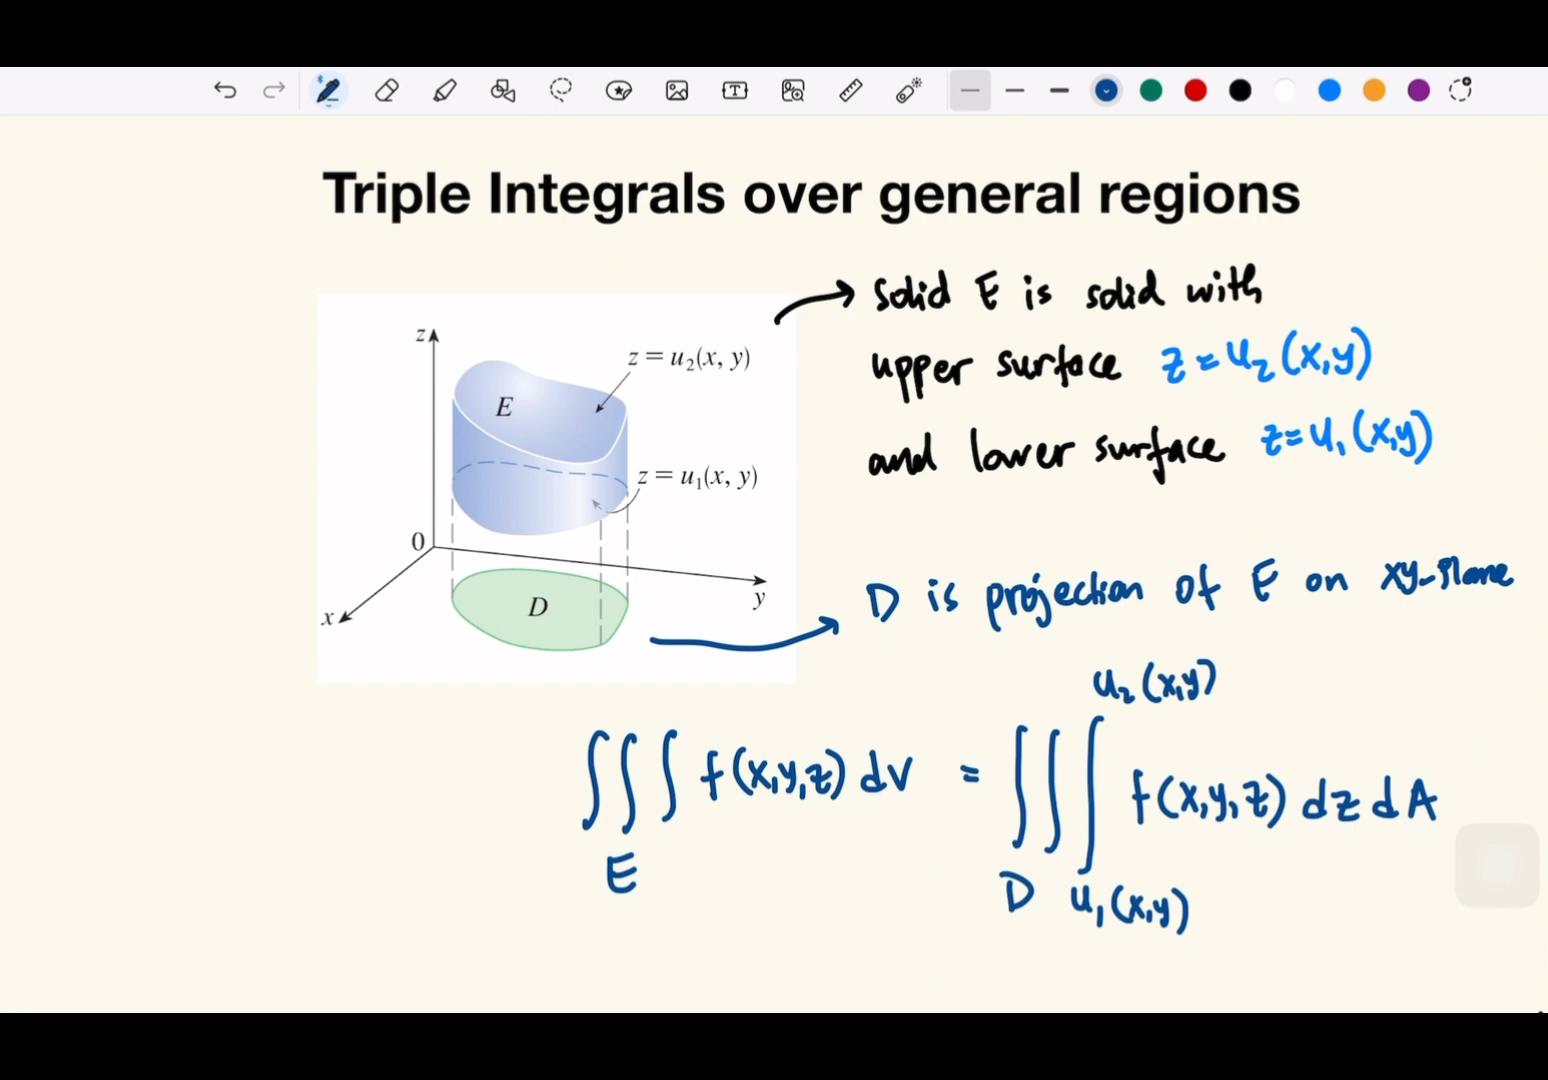 Triple Integrals over general regions
z
z = u₂(x, y)
E
z = u₁(x, y)
0
D
x
y
Solid E is solid with
upper surface z = u₂(x,y)
and lower surface z = u₁(x,y)
D is projection of E on xy-plane
∫∫∫_E f(x,y,z) dV = ∫∫_D ∫_{u₁(x,y)}^{u₂(x,y)} f(x,y,z) dz dA